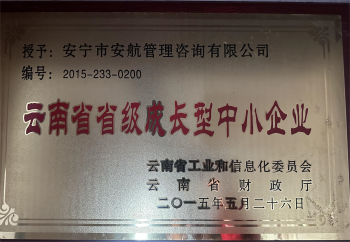 授予：安宁市安航管理咨询有限公司
编号：2015-233-0200
云南省省级成长型中小企业
云南省工业和信息化委员会
云南省财政厅
二〇一五年五月二十六日